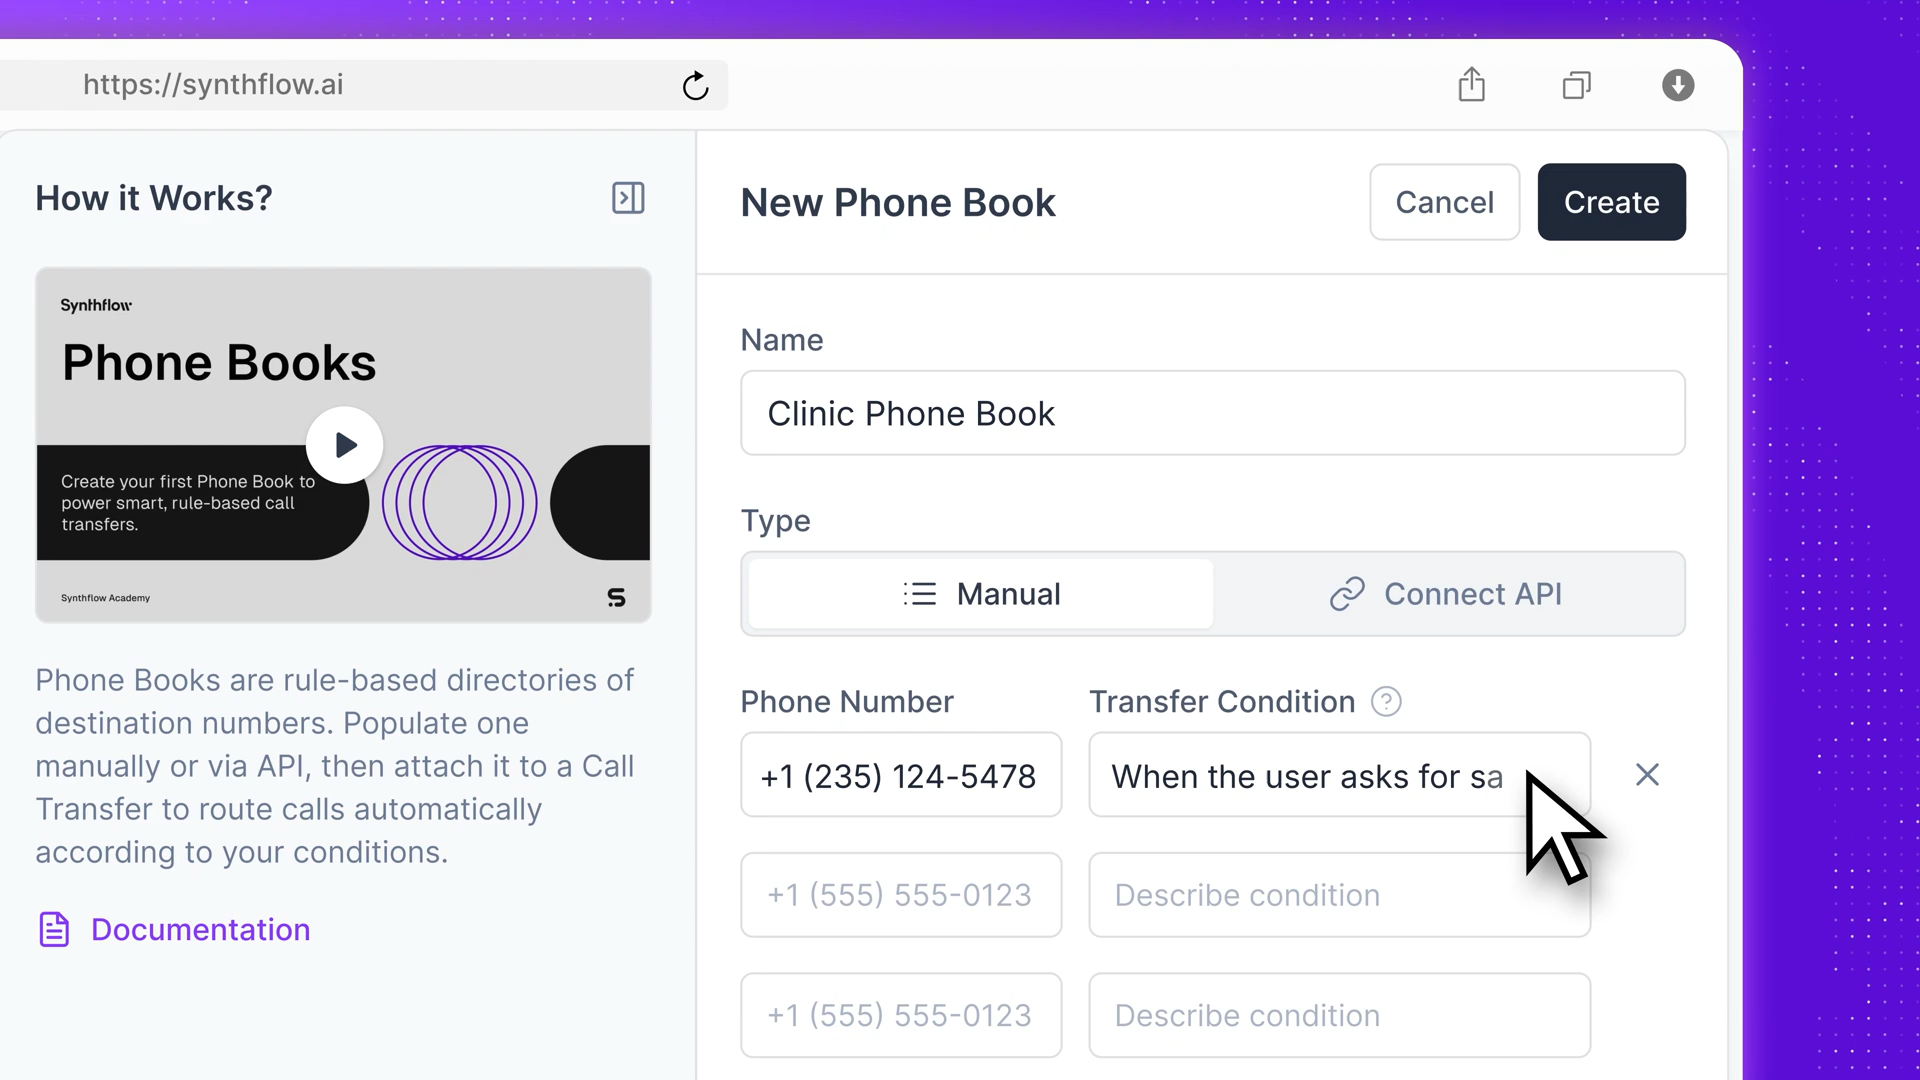 https://synthflow.ai
How it Works?
Synthflow
Phone Books
Create your first Phone Book to
power smart, rule-based call
transfers.
Synthflow Academy
Phone Books are rule-based directories of
destination numbers. Populate one
manually or via API, then attach it to a Call
Transfer to route calls automatically
according to your conditions.
Documentation
New Phone Book
Cancel
Create
Name
Clinic Phone Book
Type
Manual
Connect API
Phone Number
Transfer Condition ?
+1 (235) 124-5478
When the user asks for sa
+1 (555) 555-0123
Describe condition
+1 (555) 555-0123
Describe condition